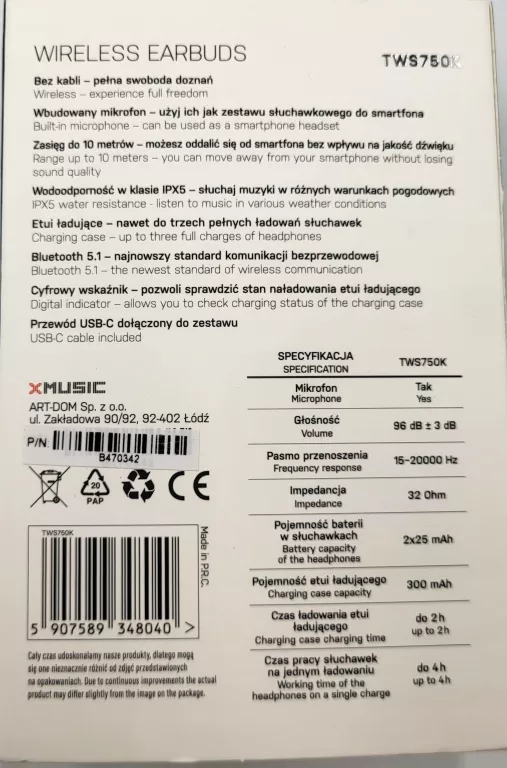 WIRELESS EARBUDS
TWS750K
Bez kabli – pełna swoboda doznań
Wireless – experience full freedom
Wbudowany mikrofon – użyj ich jak zestawu słuchawkowego do smartfona
Built-in microphone – can be used as a smartphone headset
Zasięg do 10 metrów – możesz oddalić się od smartfona bez wpływu na jakość dźwięku
Range up to 10 meters – you can move away from your smartphone without losing
sound quality
Wodoodporność w klasie IPX5 – słuchaj muzyki w różnych warunkach pogodowych
IPX5 water resistance - listen to music in various weather conditions
Etui ładujące – nawet do trzech pełnych ładowań słuchawek
Charging case – up to three full charges of headphones
Bluetooth 5.1 – najnowszy standard komunikacji bezprzewodowej
Bluetooth 5.1 – the newest standard of wireless communication
Cyfrowy wskaźnik – pozwoli sprawdzić stan naładowania etui ładującego
Digital indicator – allows you to check charging status of the charging case
Przewód USB-C dołączony do zestawu
USB-C cable included
XMUSIC
ART-DOM Sp. z o.o.
ul. Zakładowa 90/92, 92-402 Łódź
P/N:
B470342
20
PAP
CE
TWS750K
Made in P.R.C.
5 907589 348040 >
Cały czas udoskonalamy nasze produkty, dlatego mogą
się one nieznacznie różnić od zdjęć przedstawionych
na opakowaniach. Due to continuous improvements the actual
product may differ slightly from the image on the package.
SPECYFIKACJA
SPECIFICATION
TWS750K
Mikrofon
Microphone
Tak
Yes
Głośność
Volume
96 dB ± 3 dB
Pasmo przenoszenia
Frequency response
15-20000 Hz
Impedancja
Impedance
32 Ohm
Pojemność baterii
w słuchawkach
Battery capacity
of the headphones
2x25 mAh
Pojemność etui ładującego
Charging case capacity
300 mAh
Czas ładowania etui
ładującego
Charging case charging time
do 2h
up to 2h
Czas pracy słuchawek
na jednym ładowaniu
Working time of the
headphones on a single charge
do 4h
up to 4h